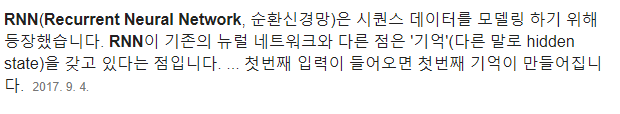 RNN(Recurrent Neural Network, 순환신경망)은 시퀀스 데이터를 모델링 하기 위해
등장했습니다. RNN이 기존의 뉴럴 네트워크와 다른 점은 '기억'(다른 말로 hidden
state)을 갖고 있다는 점입니다. ... 첫번째 입력이 들어오면 첫번째 기억이 만들어집니
다. 2017. 9. 4.